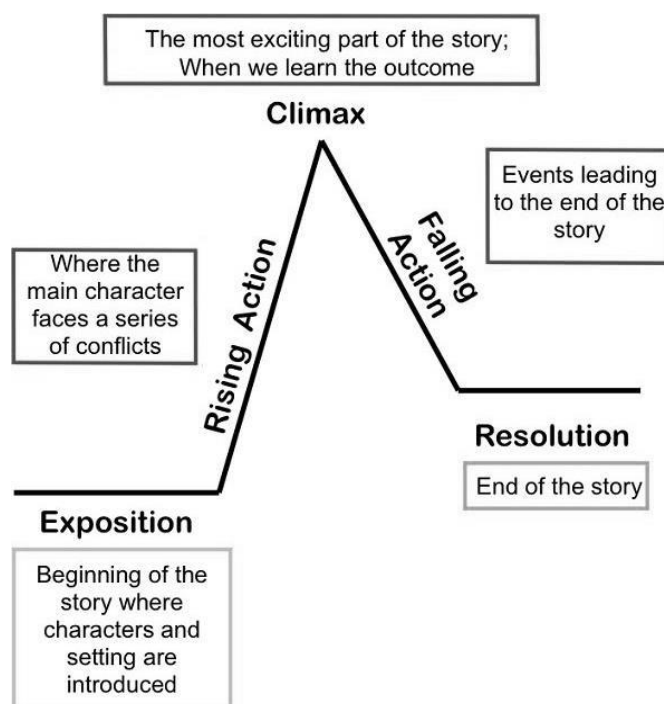 The most exciting part of the story;
When we learn the outcome
Climax
Events leading
to the end of the
story
Falling
Action
Where the
main character
faces a series
of conflicts
Rising Action
Resolution
End of the story
Exposition
Beginning of the
story where
characters and
setting are
introduced